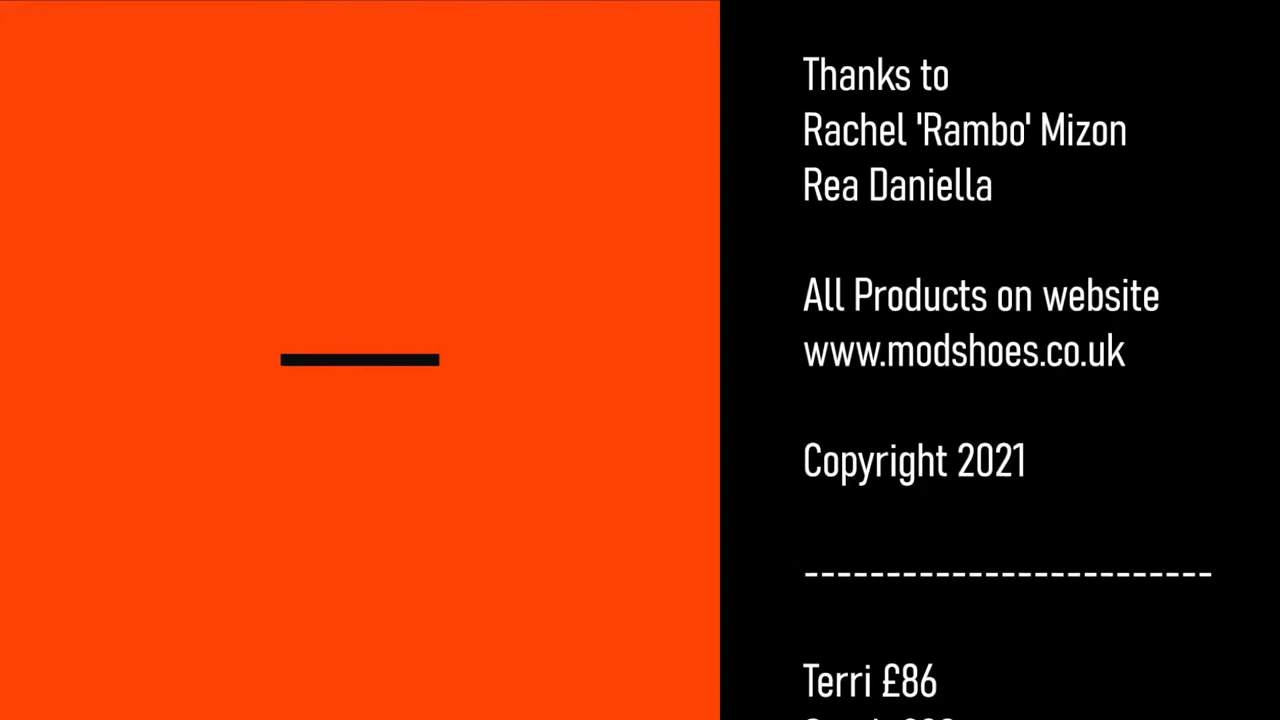 Thanks to
Rachel 'Rambo' Mizon
Rea Daniella
All Products on website
www.modshoes.co.uk
Copyright 2021
-------------------------
Terri £86